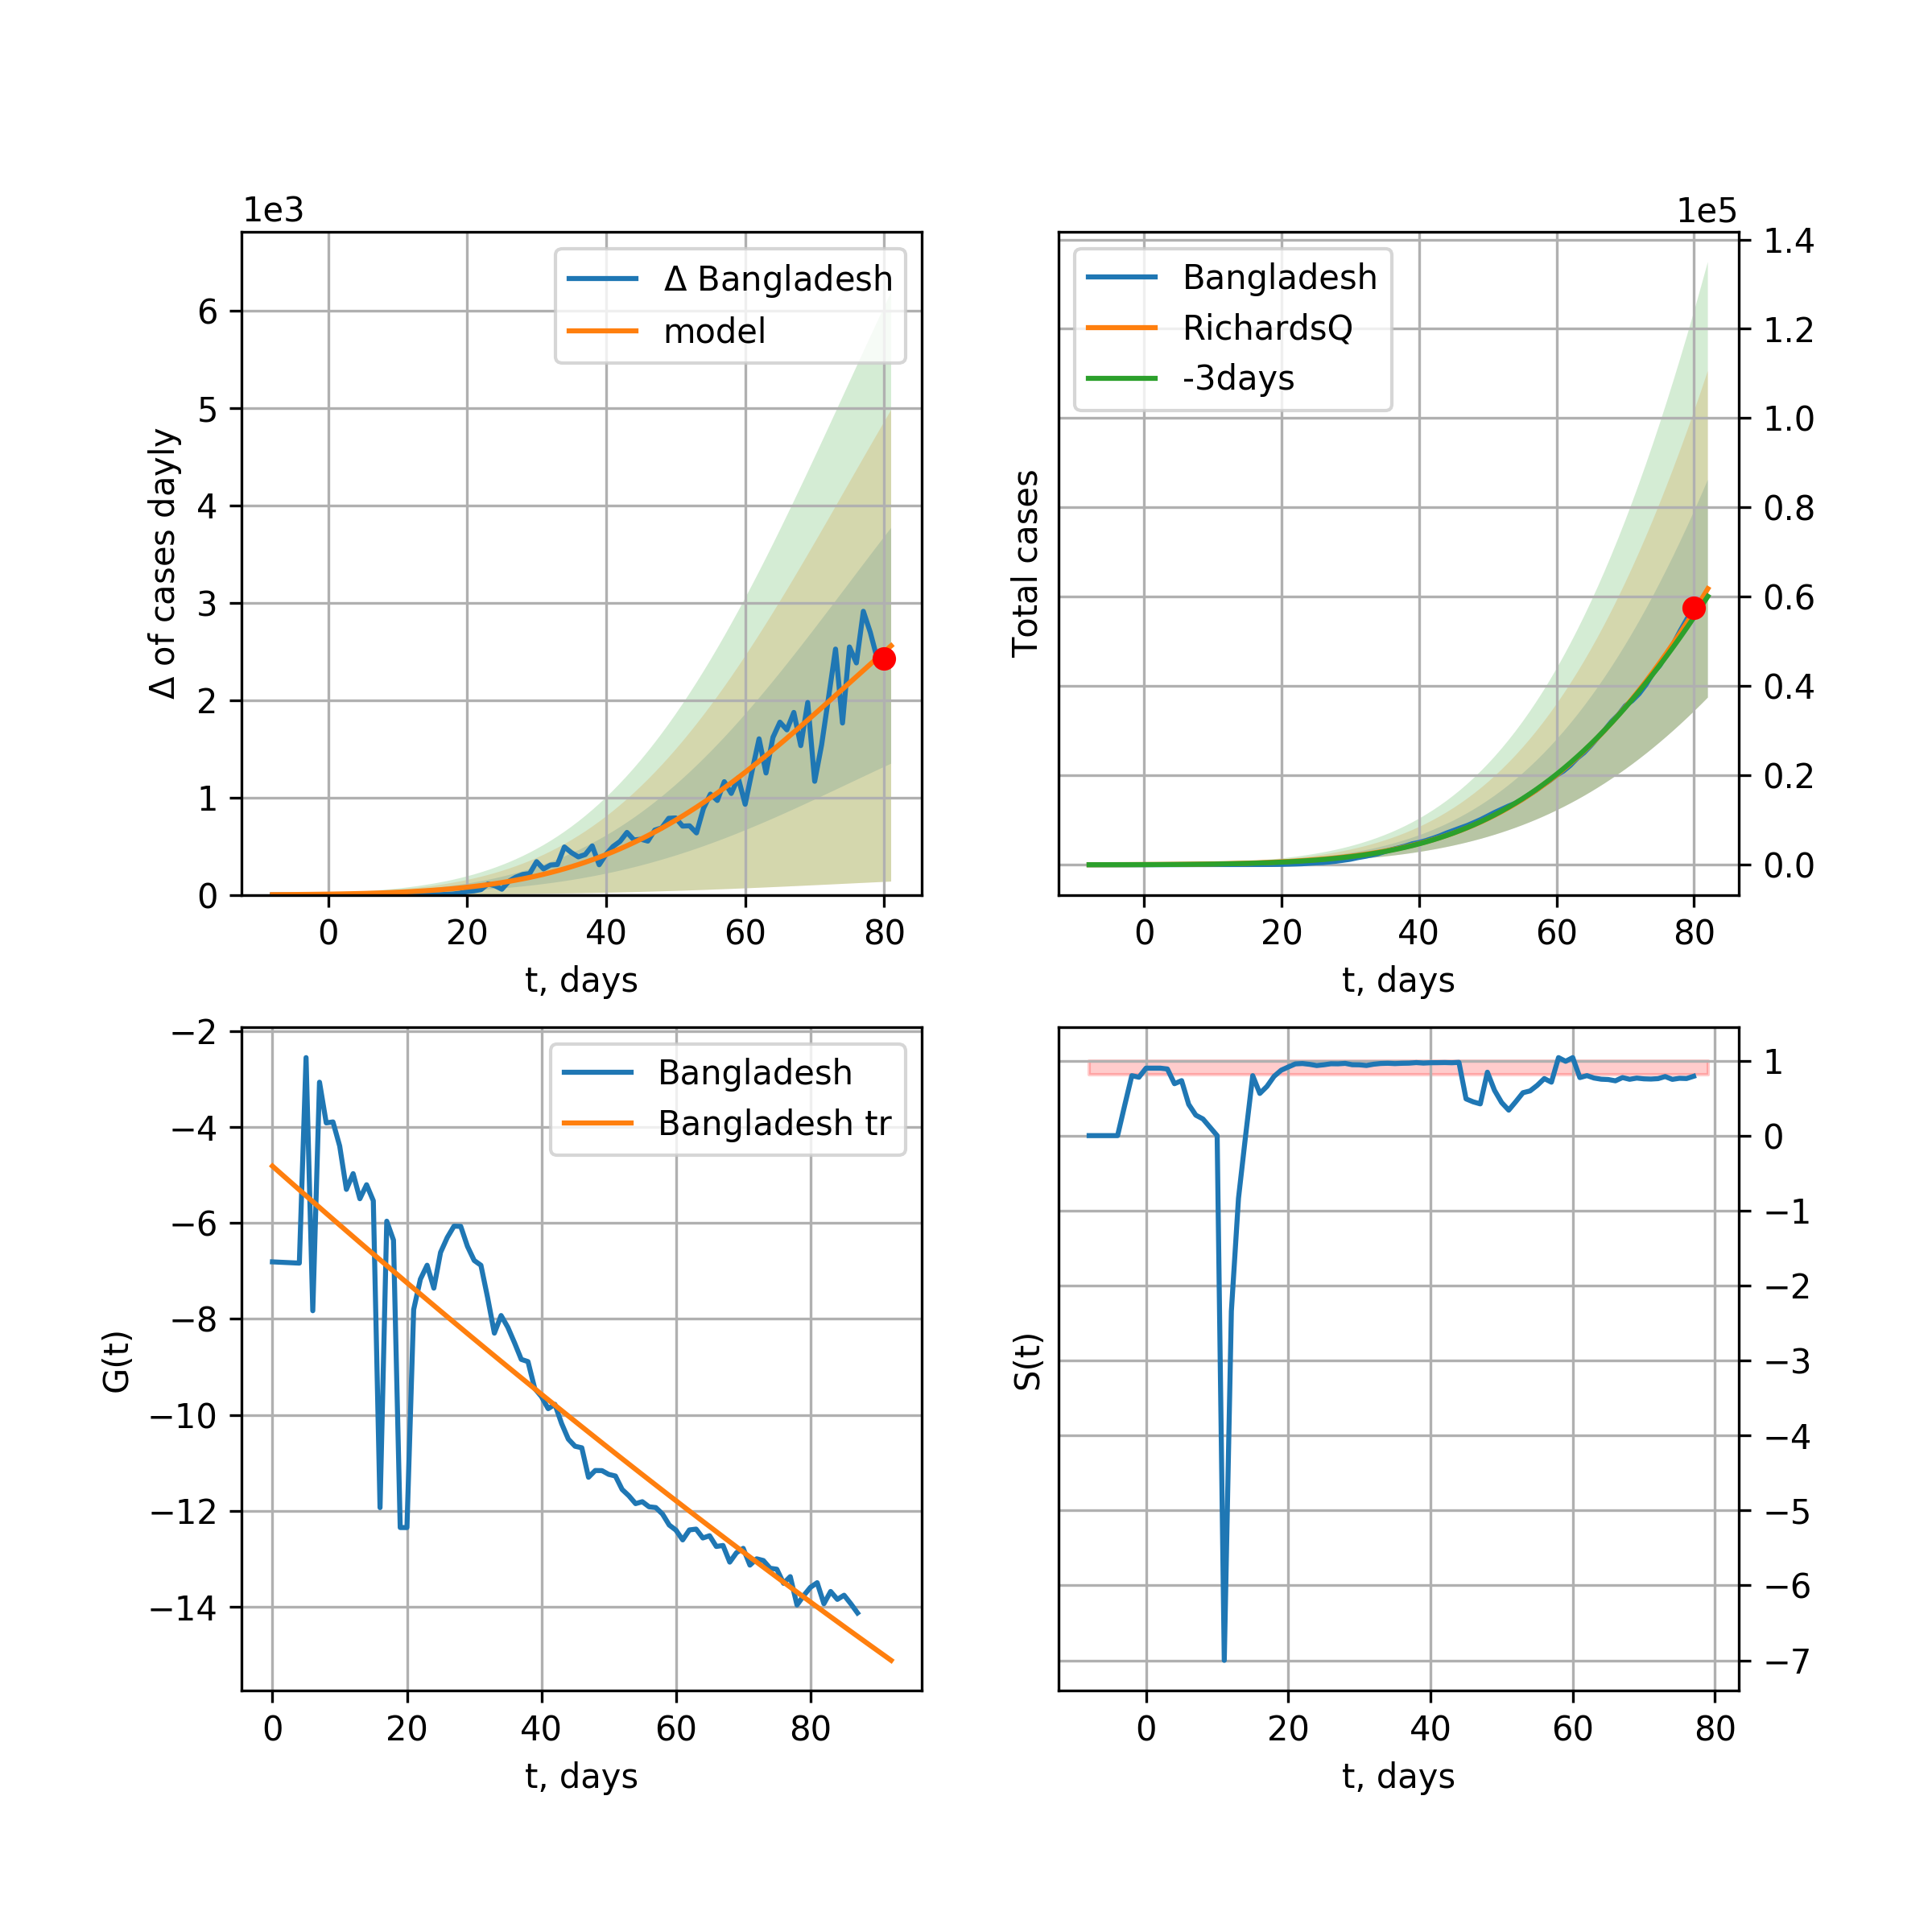 1e3
Δ of cases dayly
6
5
4
3
2
1
0
Δ Bangladesh
model
0 20 40 60 80
t, days
1e5
Total cases
Bangladesh
RichardsQ
-3days
1.4
1.2
1.0
0.8
0.6
0.4
0.2
0.0
0 20 40 60 80
t, days
G(t)
−2
−4
−6
−8
−10
−12
−14
Bangladesh
Bangladesh tr
0 20 40 60 80
t, days
S(t)
1
0
−1
−2
−3
−4
−5
−6
−7
0 20 40 60 80
t, days